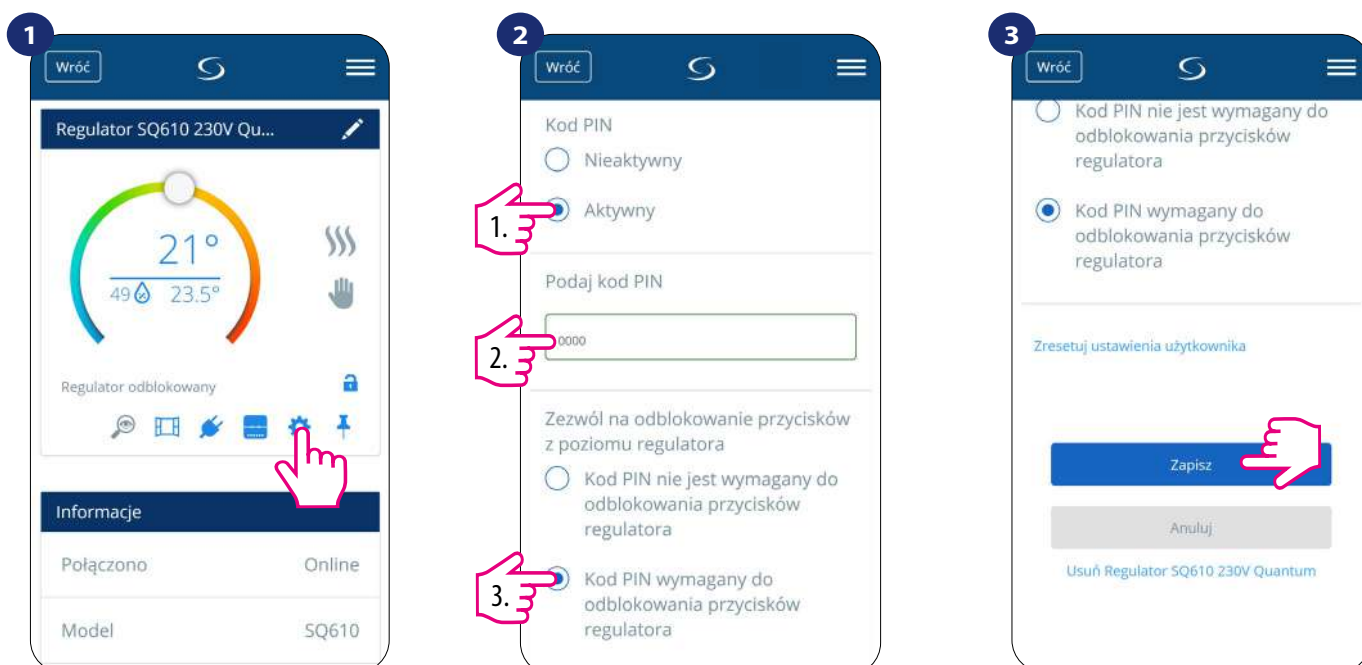 1
Wróć
Regulator SQ610 230V Qu...
21°
49 23.5°
Regulator odblokowany
Informacje
Połączono Online
Model SQ610
2
Wróć
Kod PIN
Nieaktywny
1. Aktywny
Podaj kod PIN
2. 0000
Zezwól na odblokowanie przycisków
z poziomu regulatora
Kod PIN nie jest wymagany do
odblokowania przycisków
regulatora
3. Kod PIN wymagany do
odblokowania przycisków
regulatora
3
Wróć
Kod PIN nie jest wymagany do
odblokowania przycisków
regulatora
Kod PIN wymagany do
odblokowania przycisków
regulatora
Zresetuj ustawienia użytkownika
Zapisz
Anuluj
Usuń Regulator SQ610 230V Quantum